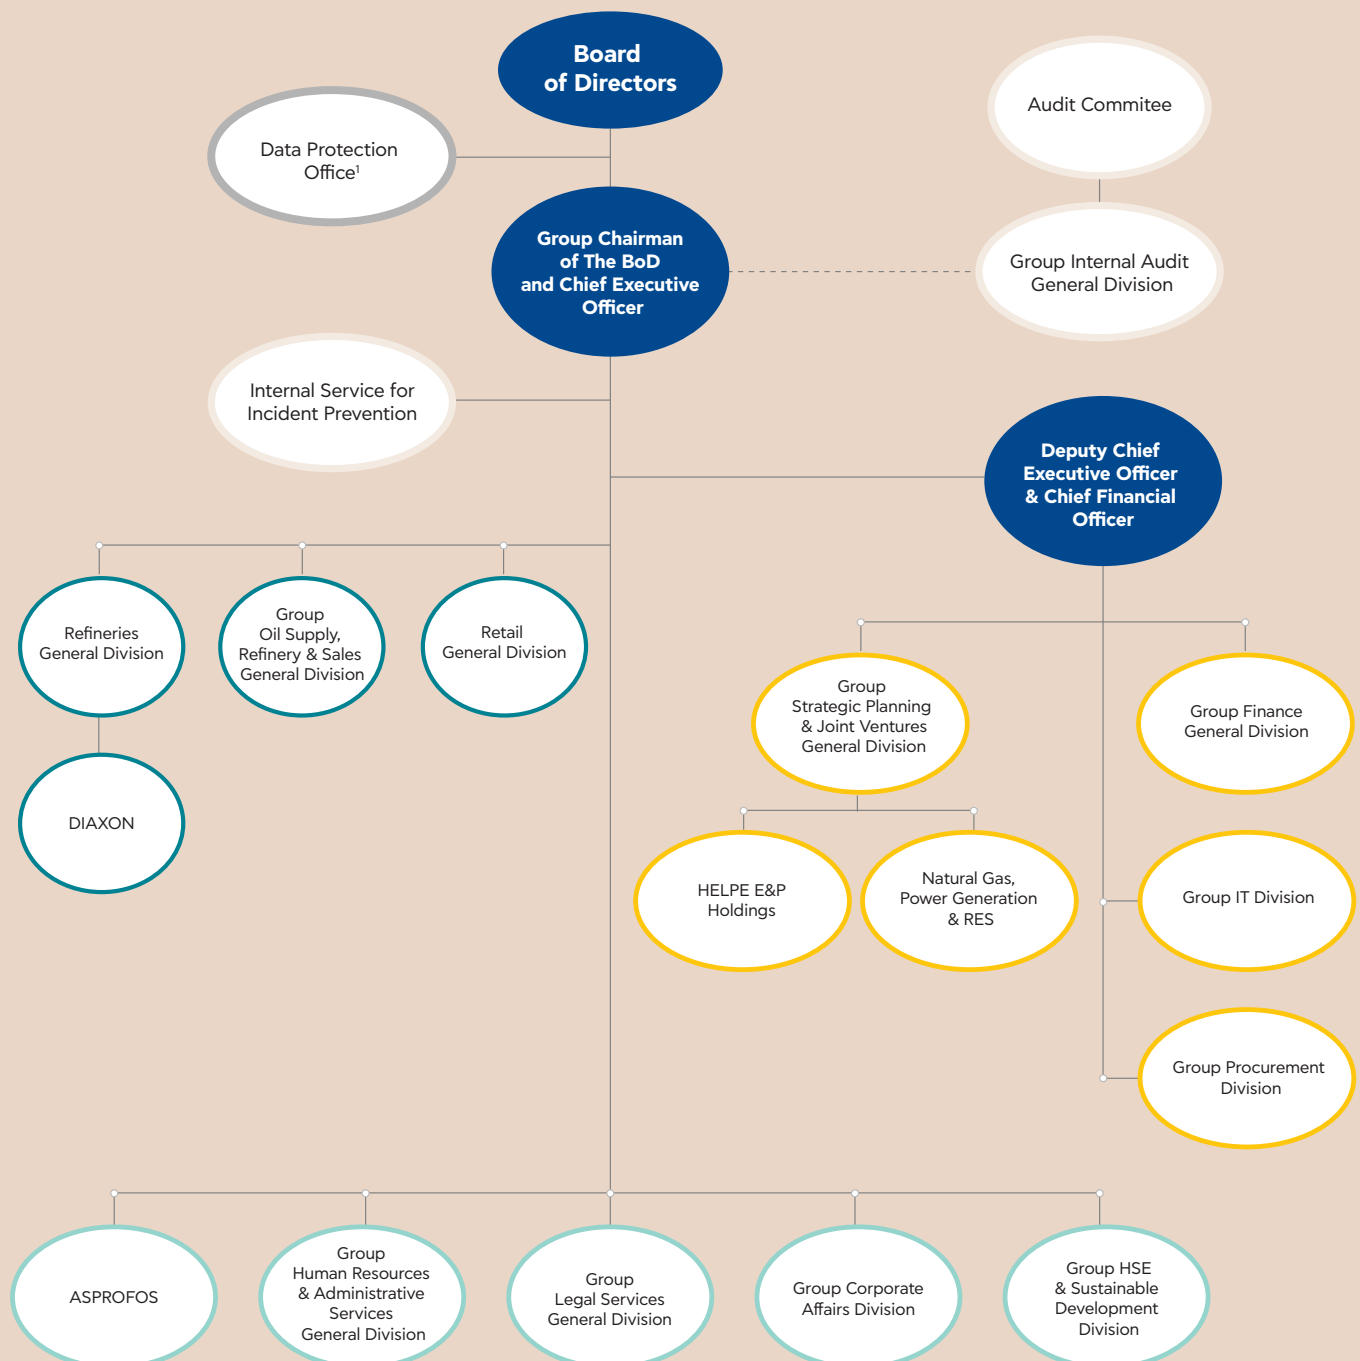 Board
of Directors
Audit Commitee
Data Protection
Office¹
Group Chairman
of The BoD
and Chief Executive
Officer
Group Internal Audit
General Division
Internal Service for
Incident Prevention
Deputy Chief
Executive Officer
& Chief Financial
Officer
Refineries
General Division
Group
Oil Supply,
Refinery & Sales
General Division
Retail
General Division
Group
Strategic Planning
& Joint Ventures
General Division
Group Finance
General Division
DIAXON
HELPE E&P
Holdings
Natural Gas,
Power Generation
& RES
Group IT Division
Group Procurement
Division
ASPROFOS
Group
Human Resources
& Administrative
Services
General Division
Group
Legal Services
General Division
Group Corporate
Affairs Division
Group HSE
& Sustainable
Development
Division